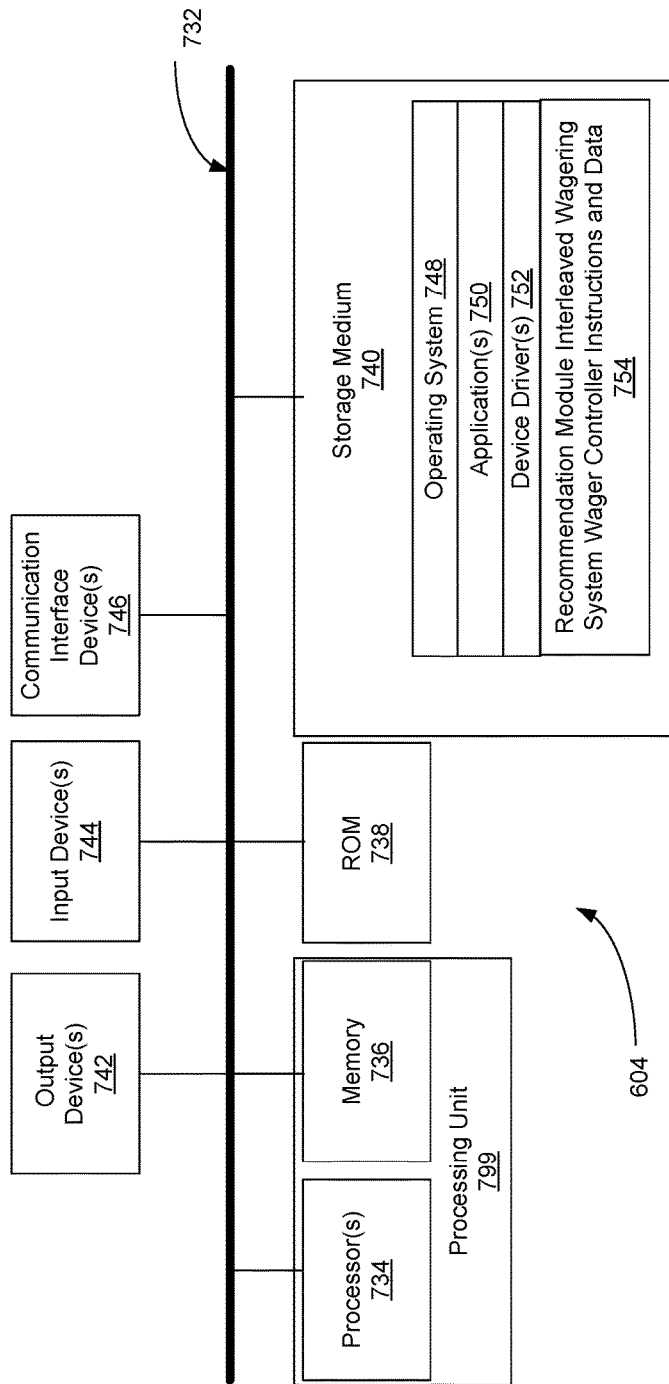 732
Output
Device(s)
742
Input Device(s)
744
Communication
Interface
Device(s)
746
Processor(s)
734
Memory
736
Processing Unit
799
ROM
738
604
Storage Medium
740
Operating System 748
Application(s) 750
Device Driver(s) 752
Recommendation Module Interleaved Wagering
System Wager Controller Instructions and Data
754